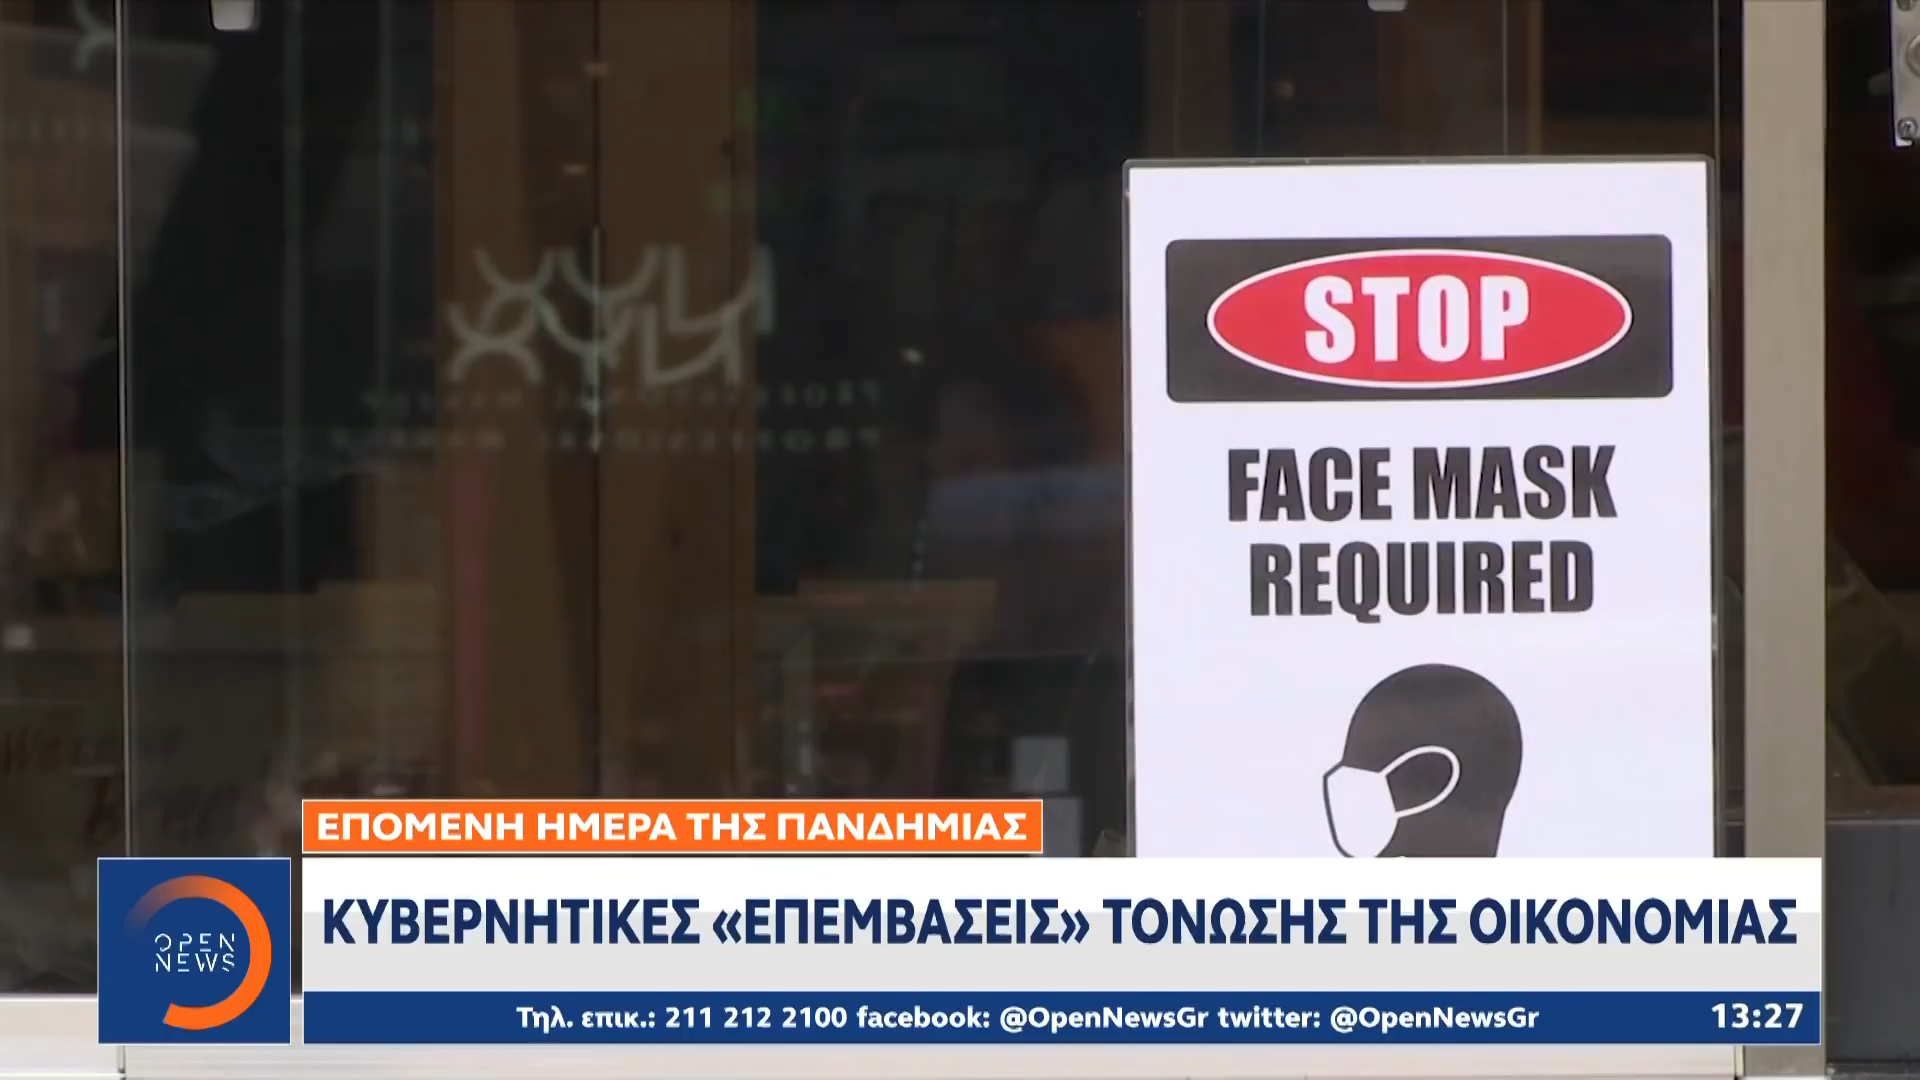 STOP
FACE MASK
REQUIRED
ΕΠΟΜΕΝΗ ΗΜΕΡΑ ΤΗΣ ΠΑΝΔΗΜΙΑΣ
ΚΥΒΕΡΝΗΤΙΚΕΣ «ΕΠΕΜΒΑΣΕΙΣ» ΤΟΝΩΣΗΣ ΤΗΣ ΟΙΚΟΝΟΜΙΑΣ
OPEN
NEWS
Τηλ. επικ.: 211 212 2100 facebook: @OpenNewsGr twitter: @OpenNewsGr
13:27